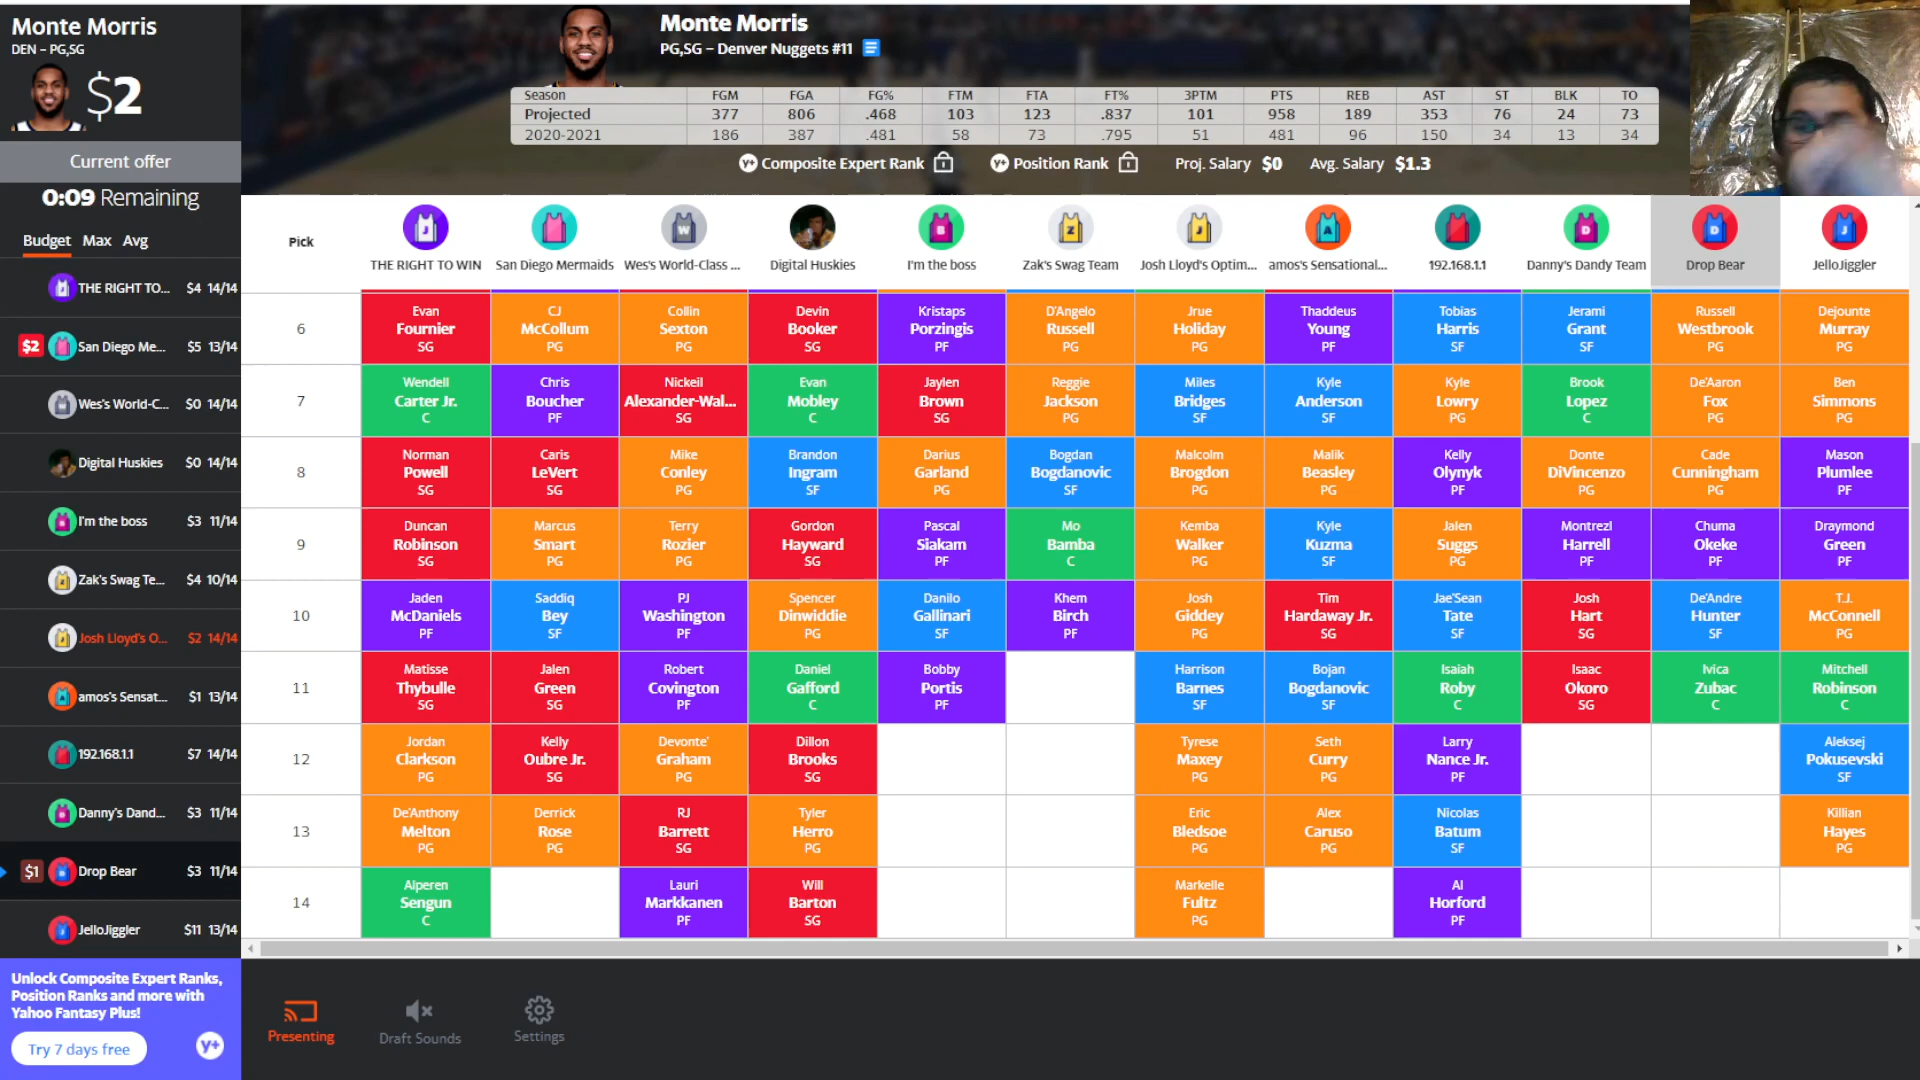 Monte Morris
DEN – PG,SG
$2
Current offer
0:09 Remaining
Budget Max Avg
THE RIGHT TO... $4 14/14
$2 San Diego Me... $5 13/14
Wes's World-C... $0 14/14
Digital Huskies $0 14/14
I'm the boss $3 11/14
Zak's Swag Te... $4 10/14
Josh Lloyd's O... $2 14/14
amos's Sensat... $1 13/14
192.168.1.1 $7 14/14
Danny's Dand... $3 11/14
$1 Drop Bear $3 11/14
JelloJiggler $11 13/14
Unlock Composite Expert Ranks,
Position Ranks and more with
Yahoo Fantasy Plus!
Try 7 days free y+
Monte Morris
PG,SG – Denver Nuggets #11
Season FGM FGA FG% FTM FTA FT% 3PTM PTS REB AST ST BLK TO
Projected 377 806 .468 103 123 .837 101 958 189 353 76 24 73
2020-2021 186 387 .481 58 73 .795 51 481 96 150 34 13 34
y+ Composite Expert Rank y+ Position Rank Proj. Salary $0 Avg. Salary $1.3
Pick THE RIGHT TO WIN San Diego Mermaids Wes's World-Class ... Digital Huskies I'm the boss Zak's Swag Team Josh Lloyd's Optim... amos's Sensational... 192.168.1.1 Danny's Dandy Team Drop Bear JelloJiggler
Evan CJ Collin Devin Kristaps D'Angelo Jrue Thaddeus Tobias Jerami Russell Dejounte
6 Fournier McCollum Sexton Booker Porzingis Russell Holiday Young Harris Grant Westbrook Murray
SG PG PG SG PF PG PG PF SF SF PG PG
Wendell Chris Nickeil Evan Jaylen Reggie Miles Kyle Kyle Brook De'Aaron Ben
7 Carter Jr. Boucher Alexander-Wal... Mobley Brown Jackson Bridges Anderson Lowry Lopez Fox Simmons
C PF SG C SG PG SF SF PG C PG PG
Norman Caris Mike Brandon Darius Bogdan Malcolm Malik Kelly Donte Cade Mason
8 Powell LeVert Conley Ingram Garland Bogdanovic Brogdon Beasley Olynyk DiVincenzo Cunningham Plumlee
SG SG PG SF PG SF PG PG PF PG PG PF
Duncan Marcus Terry Gordon Pascal Mo Kemba Kyle Jalen Montrezl Chuma Draymond
9 Robinson Smart Rozier Hayward Siakam Bamba Walker Kuzma Suggs Harrell Okeke Green
SG PG PG SG PF C PG SF PG PF PF PF
Jaden Saddiq PJ Spencer Danilo Khem Josh Tim Jae'Sean Josh De'Andre T.J.
10 McDaniels Bey Washington Dinwiddie Gallinari Birch Giddey Hardaway Jr. Tate Hart Hunter McConnell
PF SF PF PG SF PF PG SG SF SG SF PG
Matisse Jalen Robert Daniel Bobby Harrison Bojan Isaiah Isaac Ivica Mitchell
11 Thybulle Green Covington Gafford Portis Barnes Bogdanovic Roby Okoro Zubac Robinson
SG SG PF C PF SF SF C SG C C
Jordan Kelly Devonte' Dillon Tyrese Seth Larry Aleksej
12 Clarkson Oubre Jr. Graham Brooks Maxey Curry Nance Jr. Pokusevski
PG SG PG SG PG PG PF SF
De'Anthony Derrick RJ Tyler Eric Alex Nicolas Killian
13 Melton Rose Barrett Herro Bledsoe Caruso Batum Hayes
PG PG SG PG PG PG SF PG
Alperen Lauri Will Markelle Al
14 Sengun Markkanen Barton Fultz Horford
C PF SG PG PF
Presenting Draft Sounds Settings